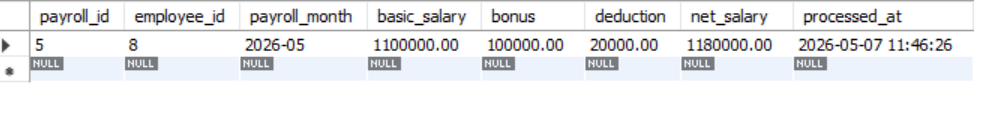 payroll_id employee_id payroll_month basic_salary bonus deduction net_salary processed_at
5 8 2026-05 1100000.00 100000.00 20000.00 1180000.00 2026-05-07 11:46:26
NULL NULL NULL NULL NULL NULL NULL NULL